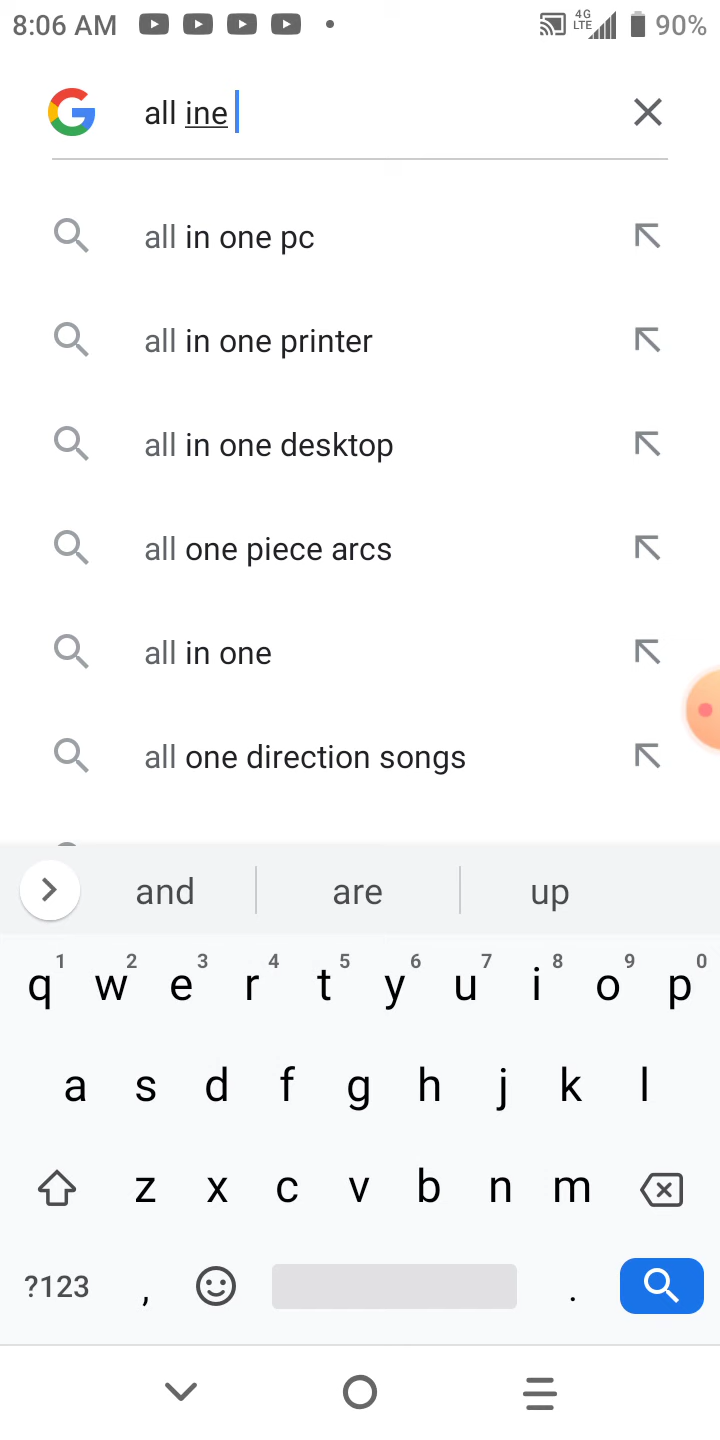 8:06 AM 4G LTE 90%
all ine
all in one pc
all in one printer
all in one desktop
all one piece arcs
all in one
all one direction songs
and are up
1 2 3 4 5 6 7 8 9 0
q w e r t y u i o p
a s d f g h j k l
z x c v b n m
?123 , .